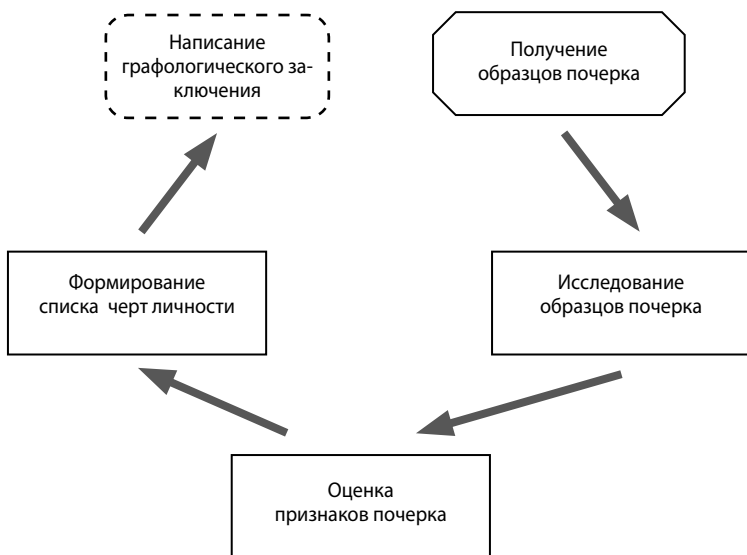 Написание
графологического за-
ключения
Получение
образцов почерка
Формирование
списка черт личности
Исследование
образцов почерка
Оценка
признаков почерка